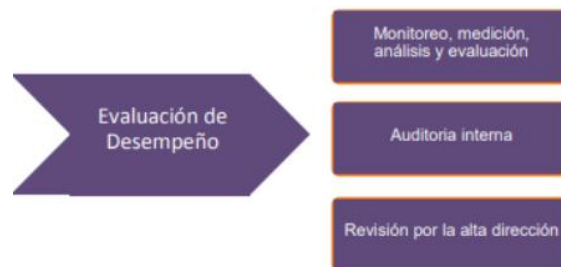 Evaluación de
Desempeño
Monitoreo, medición,
análisis y evaluación
Auditoria interna
Revisión por la alta dirección